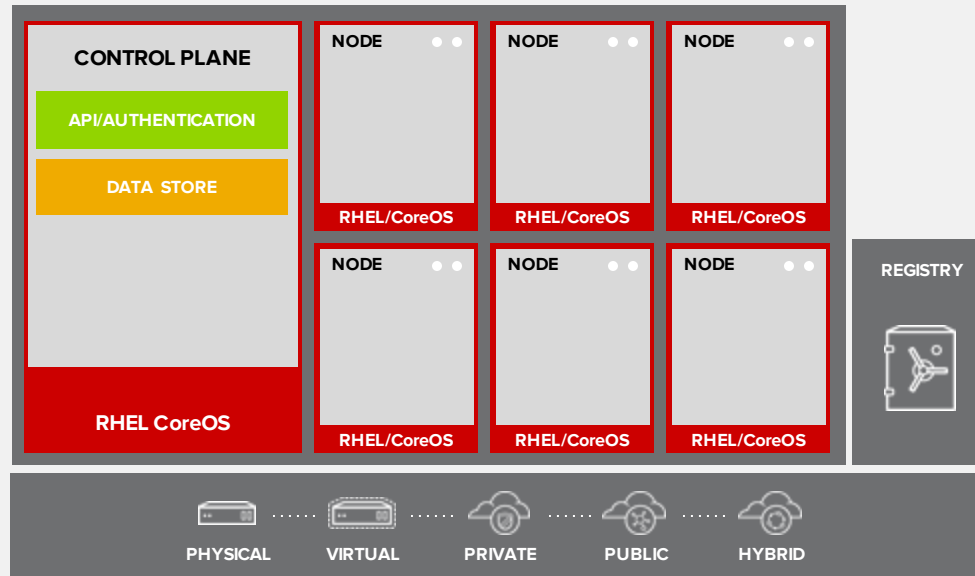 CONTROL PLANE
API/AUTHENTICATION
DATA STORE
RHEL CoreOS
NODE
RHEL/CoreOS
NODE
RHEL/CoreOS
NODE
RHEL/CoreOS
NODE
RHEL/CoreOS
NODE
RHEL/CoreOS
NODE
RHEL/CoreOS
REGISTRY
PHYSICAL
VIRTUAL
PRIVATE
PUBLIC
HYBRID